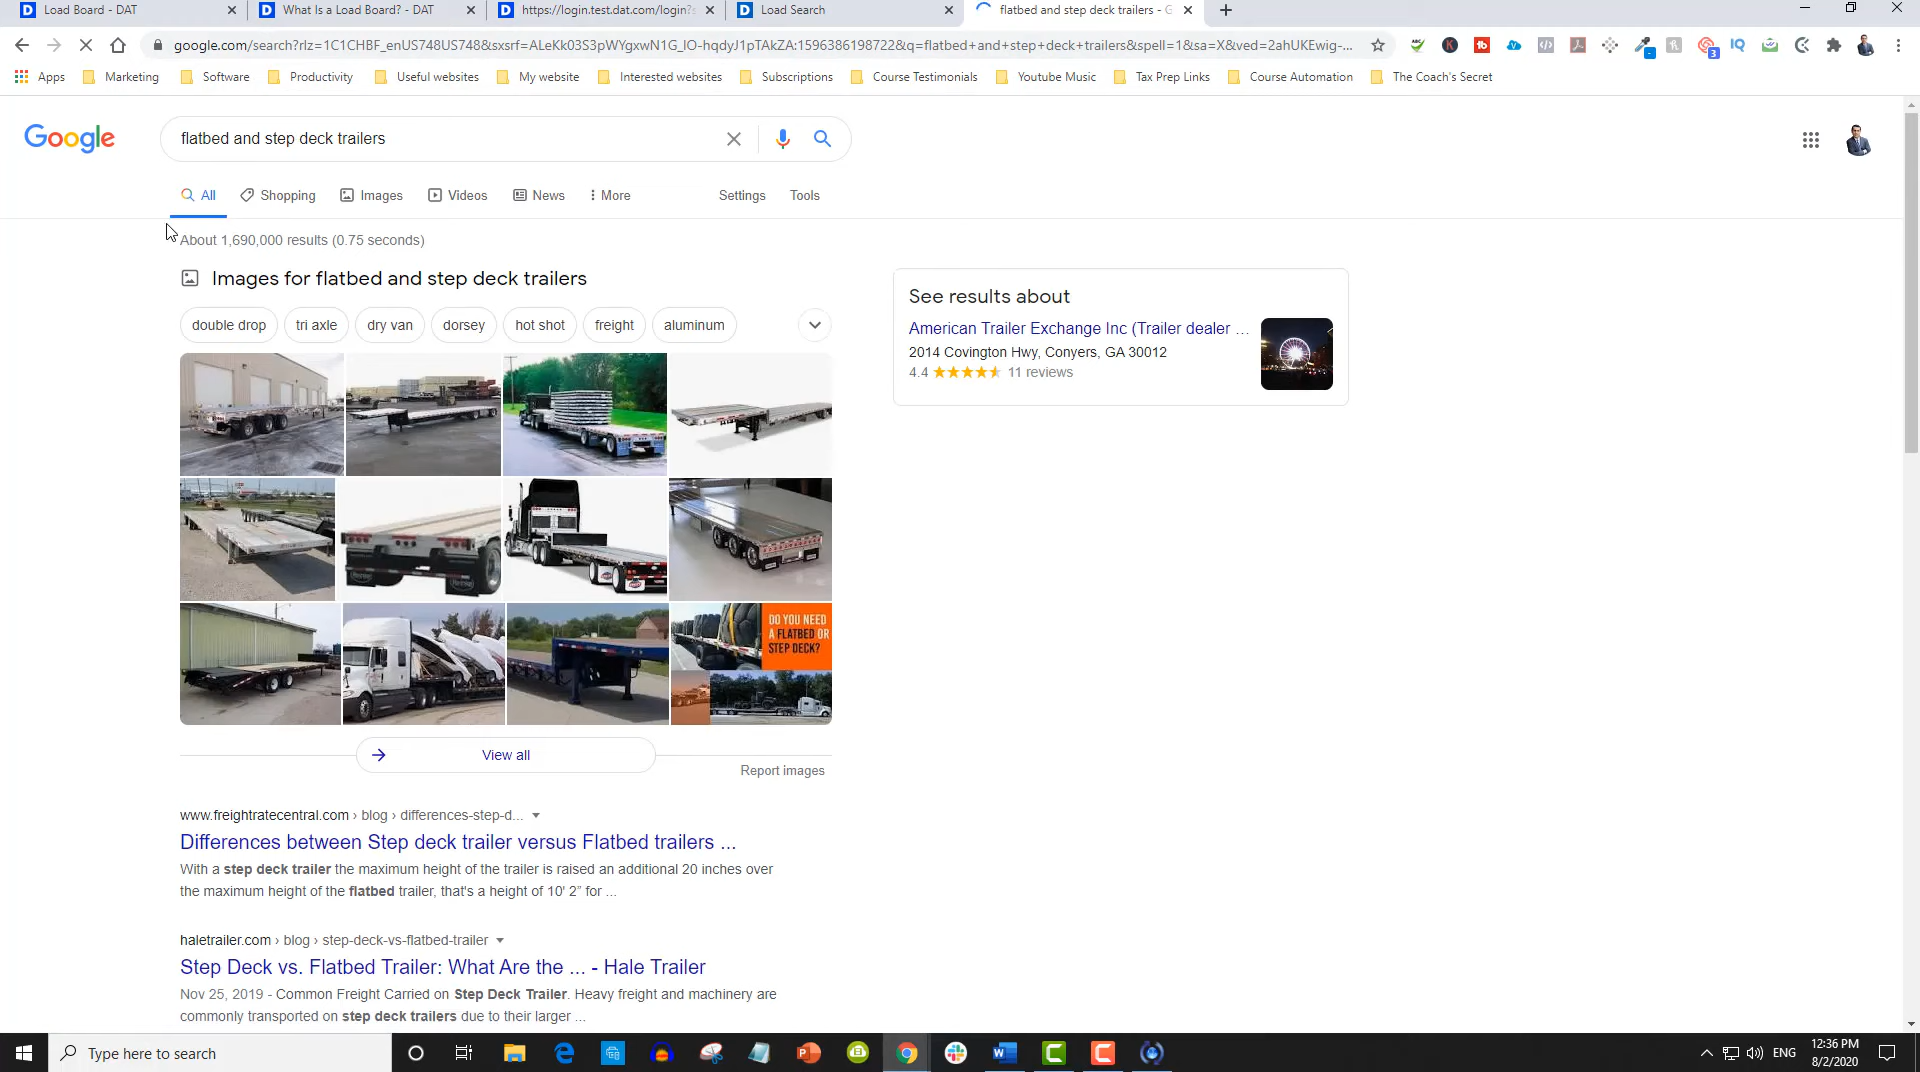 Load Board - DAT
What Is a Load Board? - DAT
https://login.test.dat.com/login?s
Load Search
flatbed and step deck trailers - G
google.com/search?rlz=1C1CHBF_enUS748US748&sxsrf=ALeKk03S3pWYgxwN1G_IO-hqdyJ1pTAkZA:1596386198722&q=flatbed+and+step+deck+trailers&spell=1&sa=X&ved=2ahUKEwig-...
Apps
Marketing
Software
Productivity
Useful websites
My website
Interested websites
Subscriptions
Course Testimonials
Youtube Music
Tax Prep Links
Course Automation
The Coach's Secret
Google
flatbed and step deck trailers
All
Shopping
Images
Videos
News
More
Settings
Tools
About 1,690,000 results (0.75 seconds)
Images for flatbed and step deck trailers
double drop
tri axle
dry van
dorsey
hot shot
freight
aluminum
DO YOU NEED
A FLATBED OR
STEP DECK?
View all
Report images
See results about
American Trailer Exchange Inc (Trailer dealer ...
2014 Covington Hwy, Conyers, GA 30012
4.4 ★★★★★ 11 reviews
www.freightratecentral.com › blog › differences-step-d...
Differences between Step deck trailer versus Flatbed trailers ...
With a step deck trailer the maximum height of the trailer is raised an additional 20 inches over
the maximum height of the flatbed trailer, that's a height of 10' 2” for ...
haletrailer.com › blog › step-deck-vs-flatbed-trailer
Step Deck vs. Flatbed Trailer: What Are the ... - Hale Trailer
Nov 25, 2019 - Common Freight Carried on Step Deck Trailer. Heavy freight and machinery are
commonly transported on step deck trailers due to their larger ...
Type here to search
ENG
12:36 PM
8/2/2020